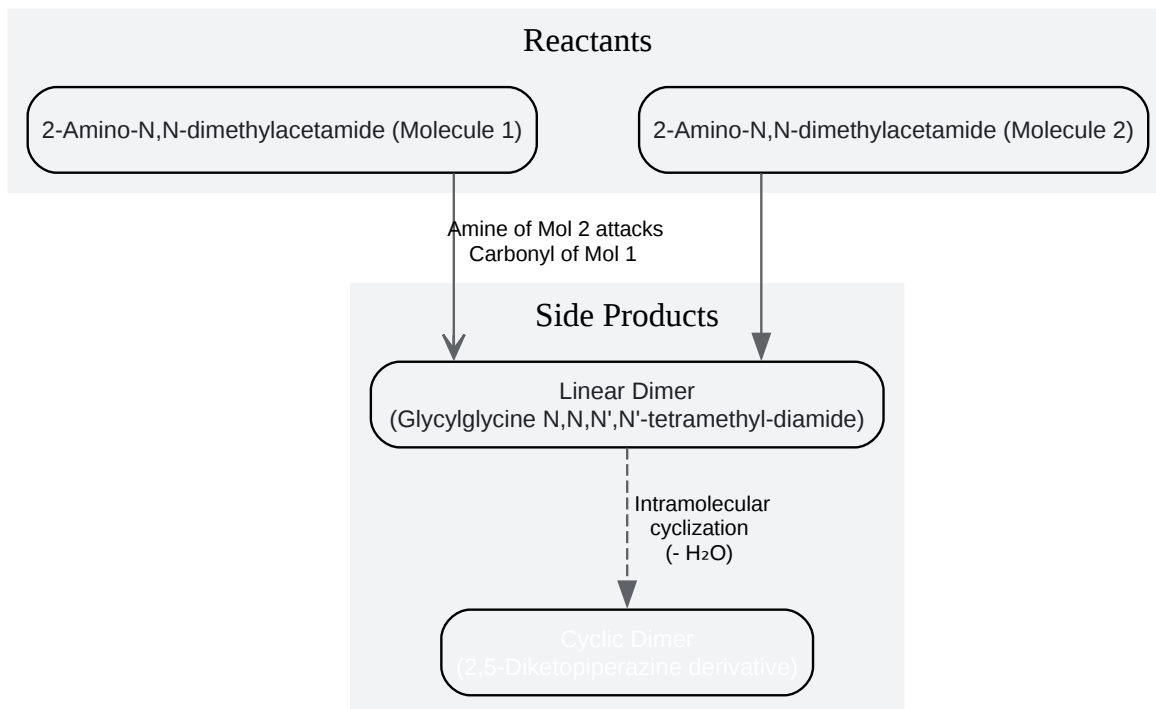 Reactants
2-Amino-N,N-dimethylacetamide (Molecule 1)
2-Amino-N,N-dimethylacetamide (Molecule 2)
Amine of Mol 2 attacks
Carbonyl of Mol 1
Side Products
Linear Dimer
(Glycylglycine N,N,N',N'-tetramethyl-diamide)
Intramolecular
cyclization
(- H₂O)
Cyclic Dimer
(2,5-Diketopiperazine derivative)